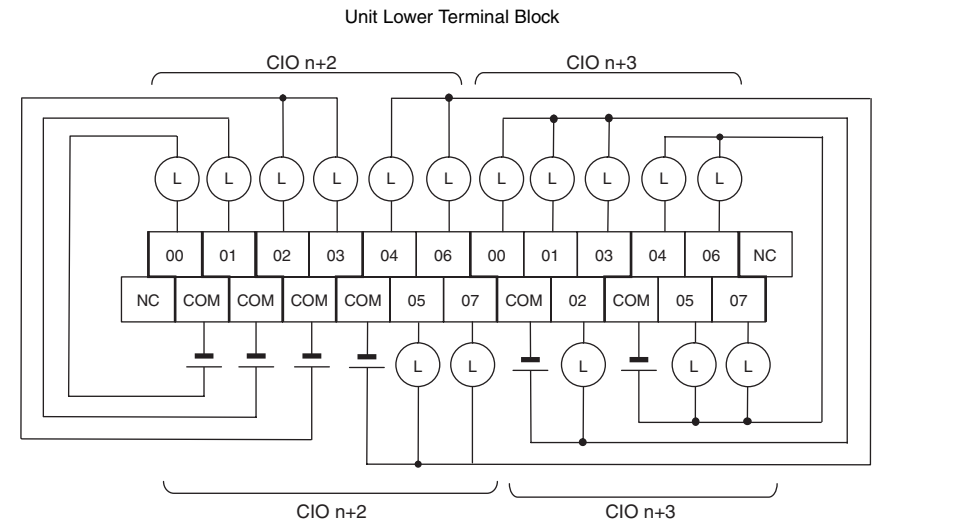 Unit Lower Terminal Block
CIO n+2 CIO n+3
L L L L L L L L L L L
00 01 02 03 04 06 00 01 03 04 06 NC
NC COM COM COM COM 05 07 COM 02 COM 05 07
L L L L L
CIO n+2 CIO n+3